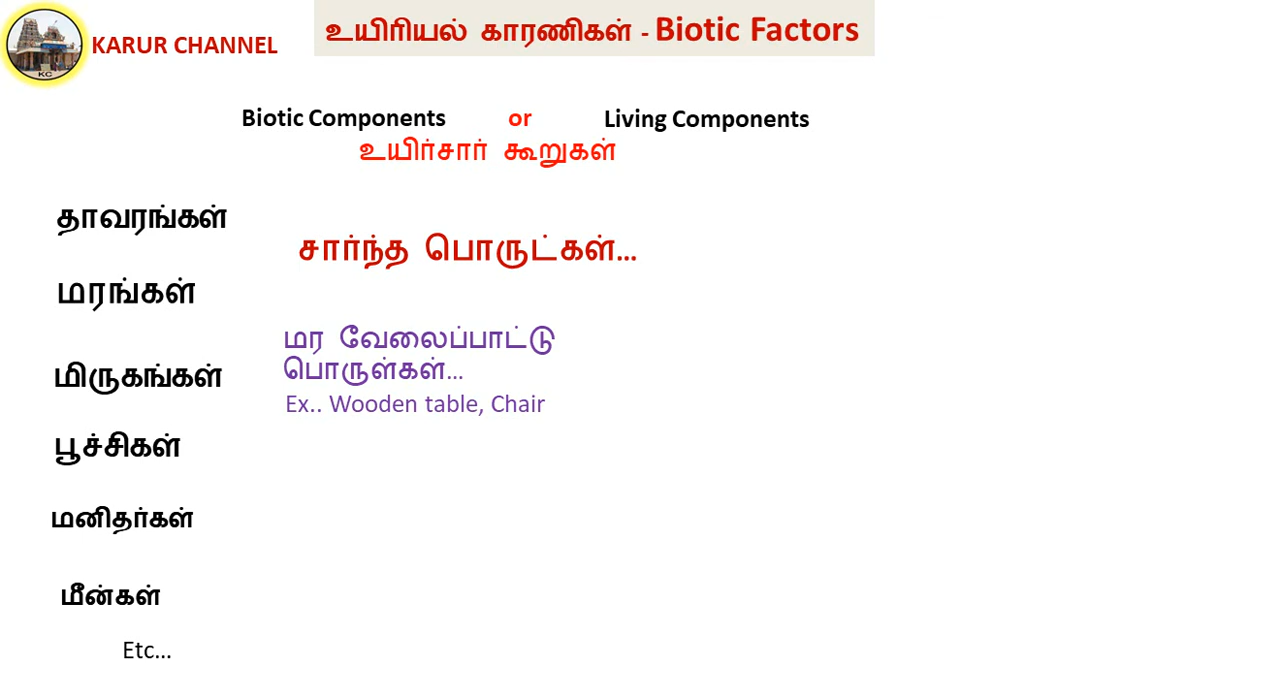 KARUR CHANNEL
KC
உயிரியல் காரணிகள் - Biotic Factors
Biotic Components or Living Components
உயிர்சார் கூறுகள்
தாவரங்கள்
சார்ந்த பொருட்கள்...
மரங்கள்
மர வேலைப்பாட்டு
பொருள்கள்...
மிருகங்கள்
Ex.. Wooden table, Chair
பூச்சிகள்
மனிதர்கள்
மீன்கள்
Etc...